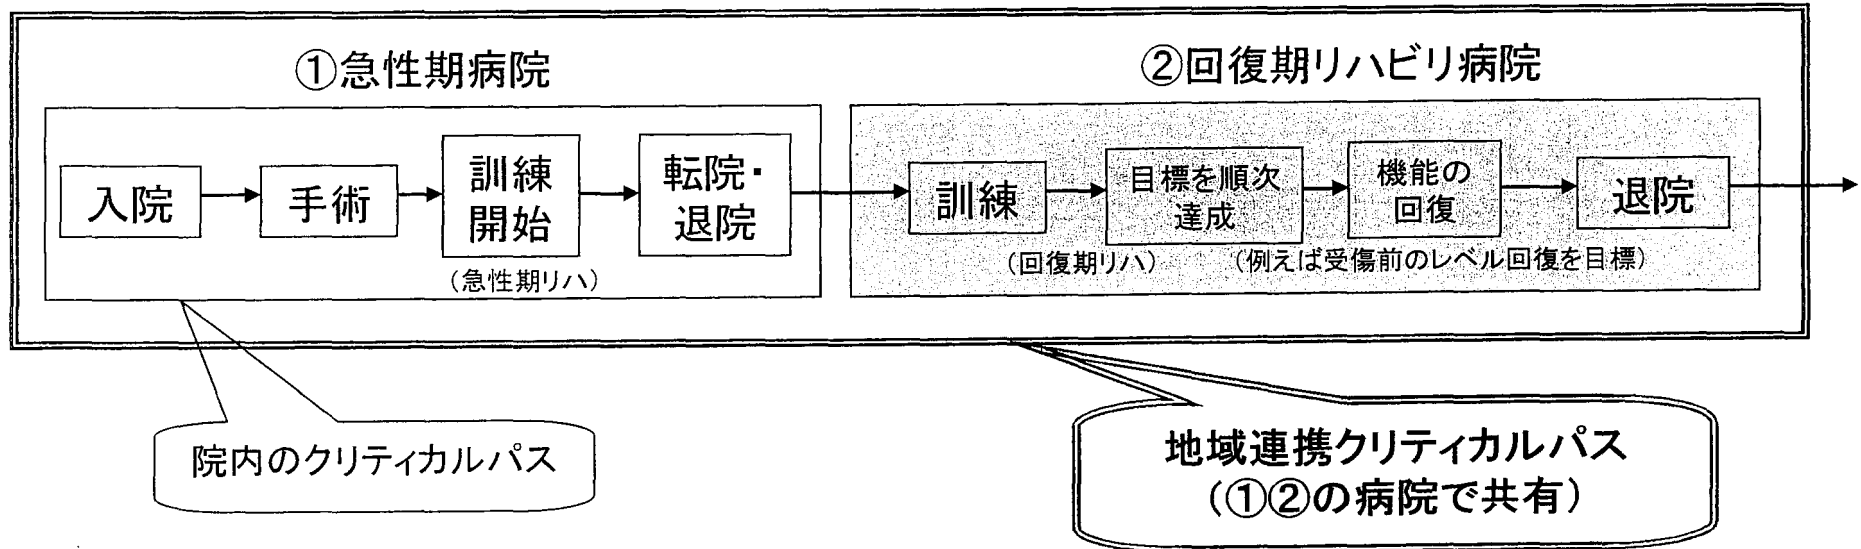 ①急性期病院
入院
手術
訓練
開始
(急性期リハ)
転院・
退院
②回復期リハビリ病院
訓練
(回復期リハ)
目標を順次
達成
機能の
回復
(例えば受傷前のレベル回復を目標)
退院
院内のクリティカルパス
地域連携クリティカルパス
(①②の病院で共有)